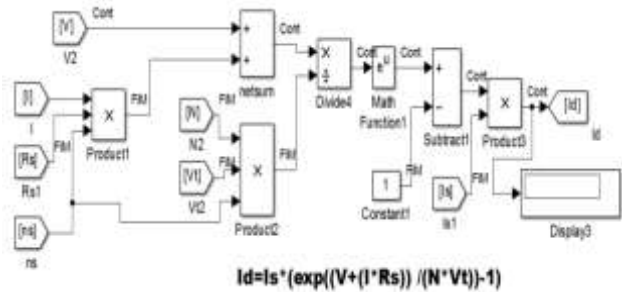 [V]
Cont
V2
+
+
netsum
Cont
×
÷
Divide4
Cont
e^u
Math
Function1
Cont
+
−
Subtract1
Cont
×
Product3
Cont
[Id]
Id
[I]
I
FIM
[Rs]
Rs1
FIM
[ns]
ns
×
Product1
FIM
FIM
[N]
N2
[Vt]
Vt2
FIM
×
Product2
FIM
1
Constant1
FIM
[Is]
Is1
FIM
Display3
Id=Is*(exp((V+(I*Rs)) /(N*Vt))-1)